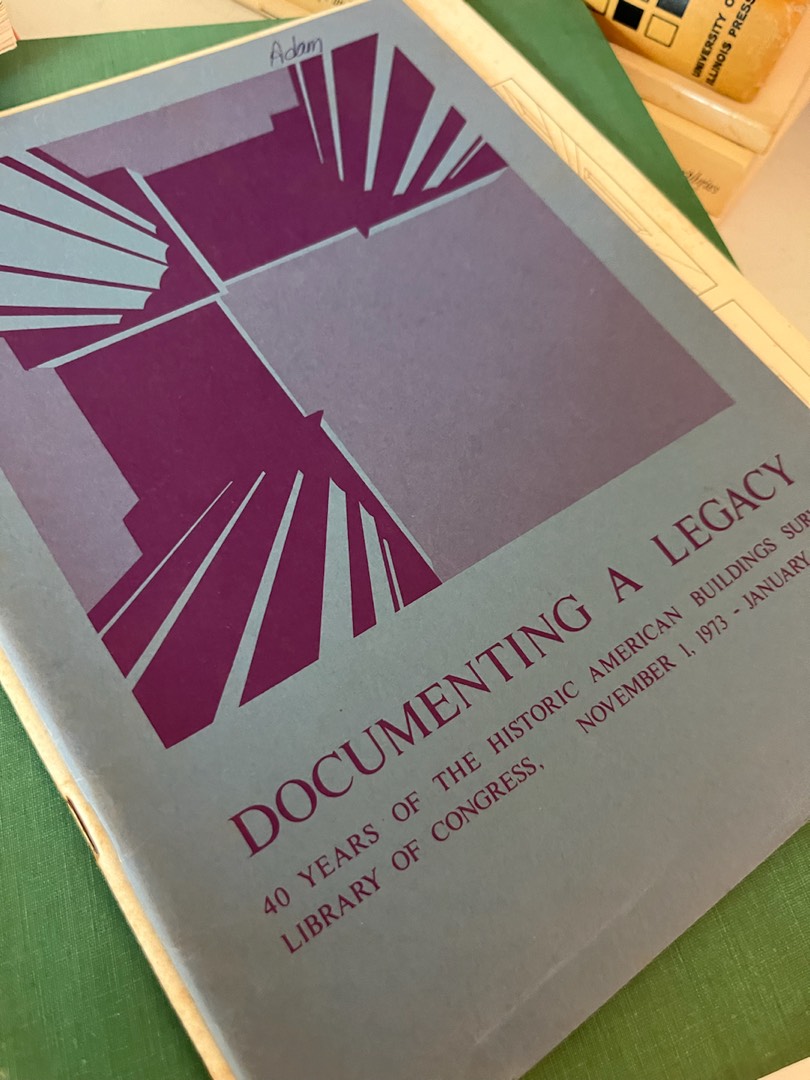 Adam
UNIVERSITY O
ILLINOIS PRESS
DOCUMENTING A LEGACY
40 YEARS OF THE HISTORIC AMERICAN BUILDINGS SUR
LIBRARY OF CONGRESS, NOVEMBER 1, 1973 - JANUARY